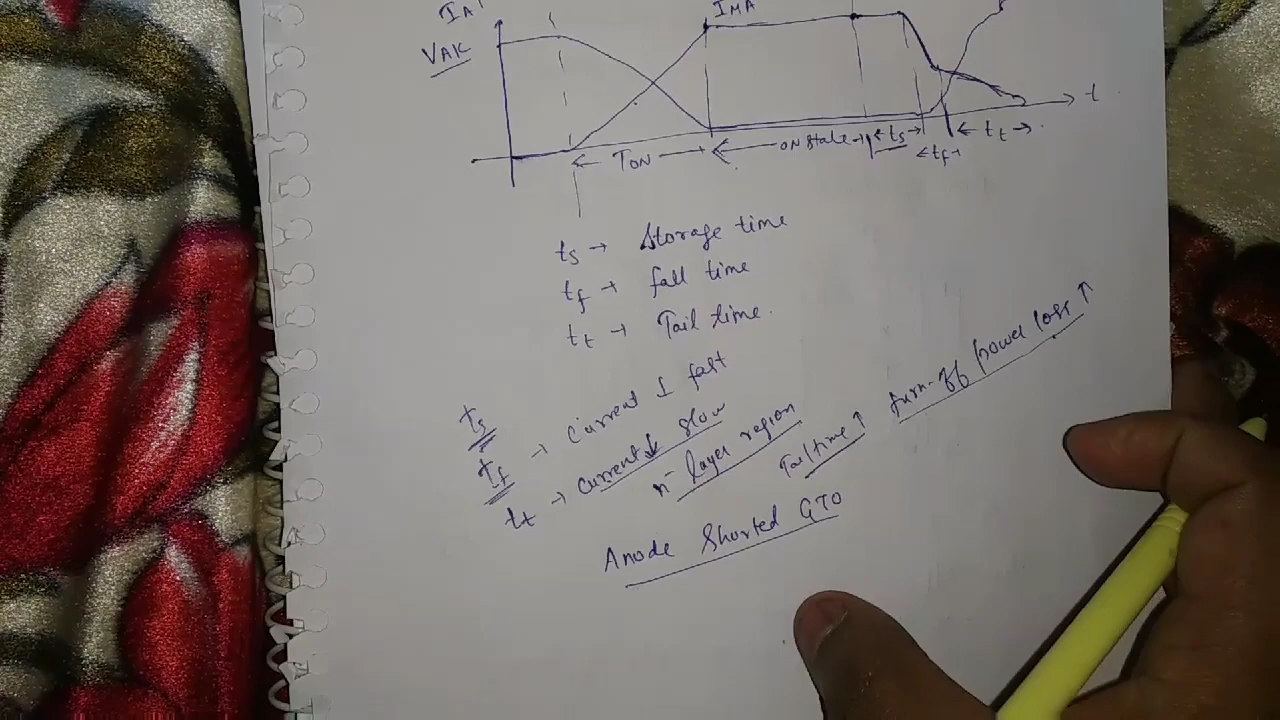 IA
IMA
VAK
t
← TON →
← ON state →
← ts →
← tf →
← tt →
ts → Storage time
tf → fall time
tt → Tail time.
ts
tf → Current ↓ fast
tt → Current ↓ slow
n⁻ layer region
Tail time ↑
turn-off power loss ↑
Anode Shorted GTO